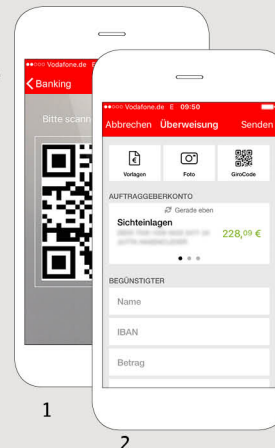 Vodafone.de
Banking
Bitte scann
1
Vodafone.de E 09:50
Abbrechen Überweisung Senden
Vorlagen Foto GiroCode
AUFTRAGGEBERKONTO
Gerade eben
Sichteinlagen
228,09 €
BEGÜNSTIGTER
Name
IBAN
Betrag
2